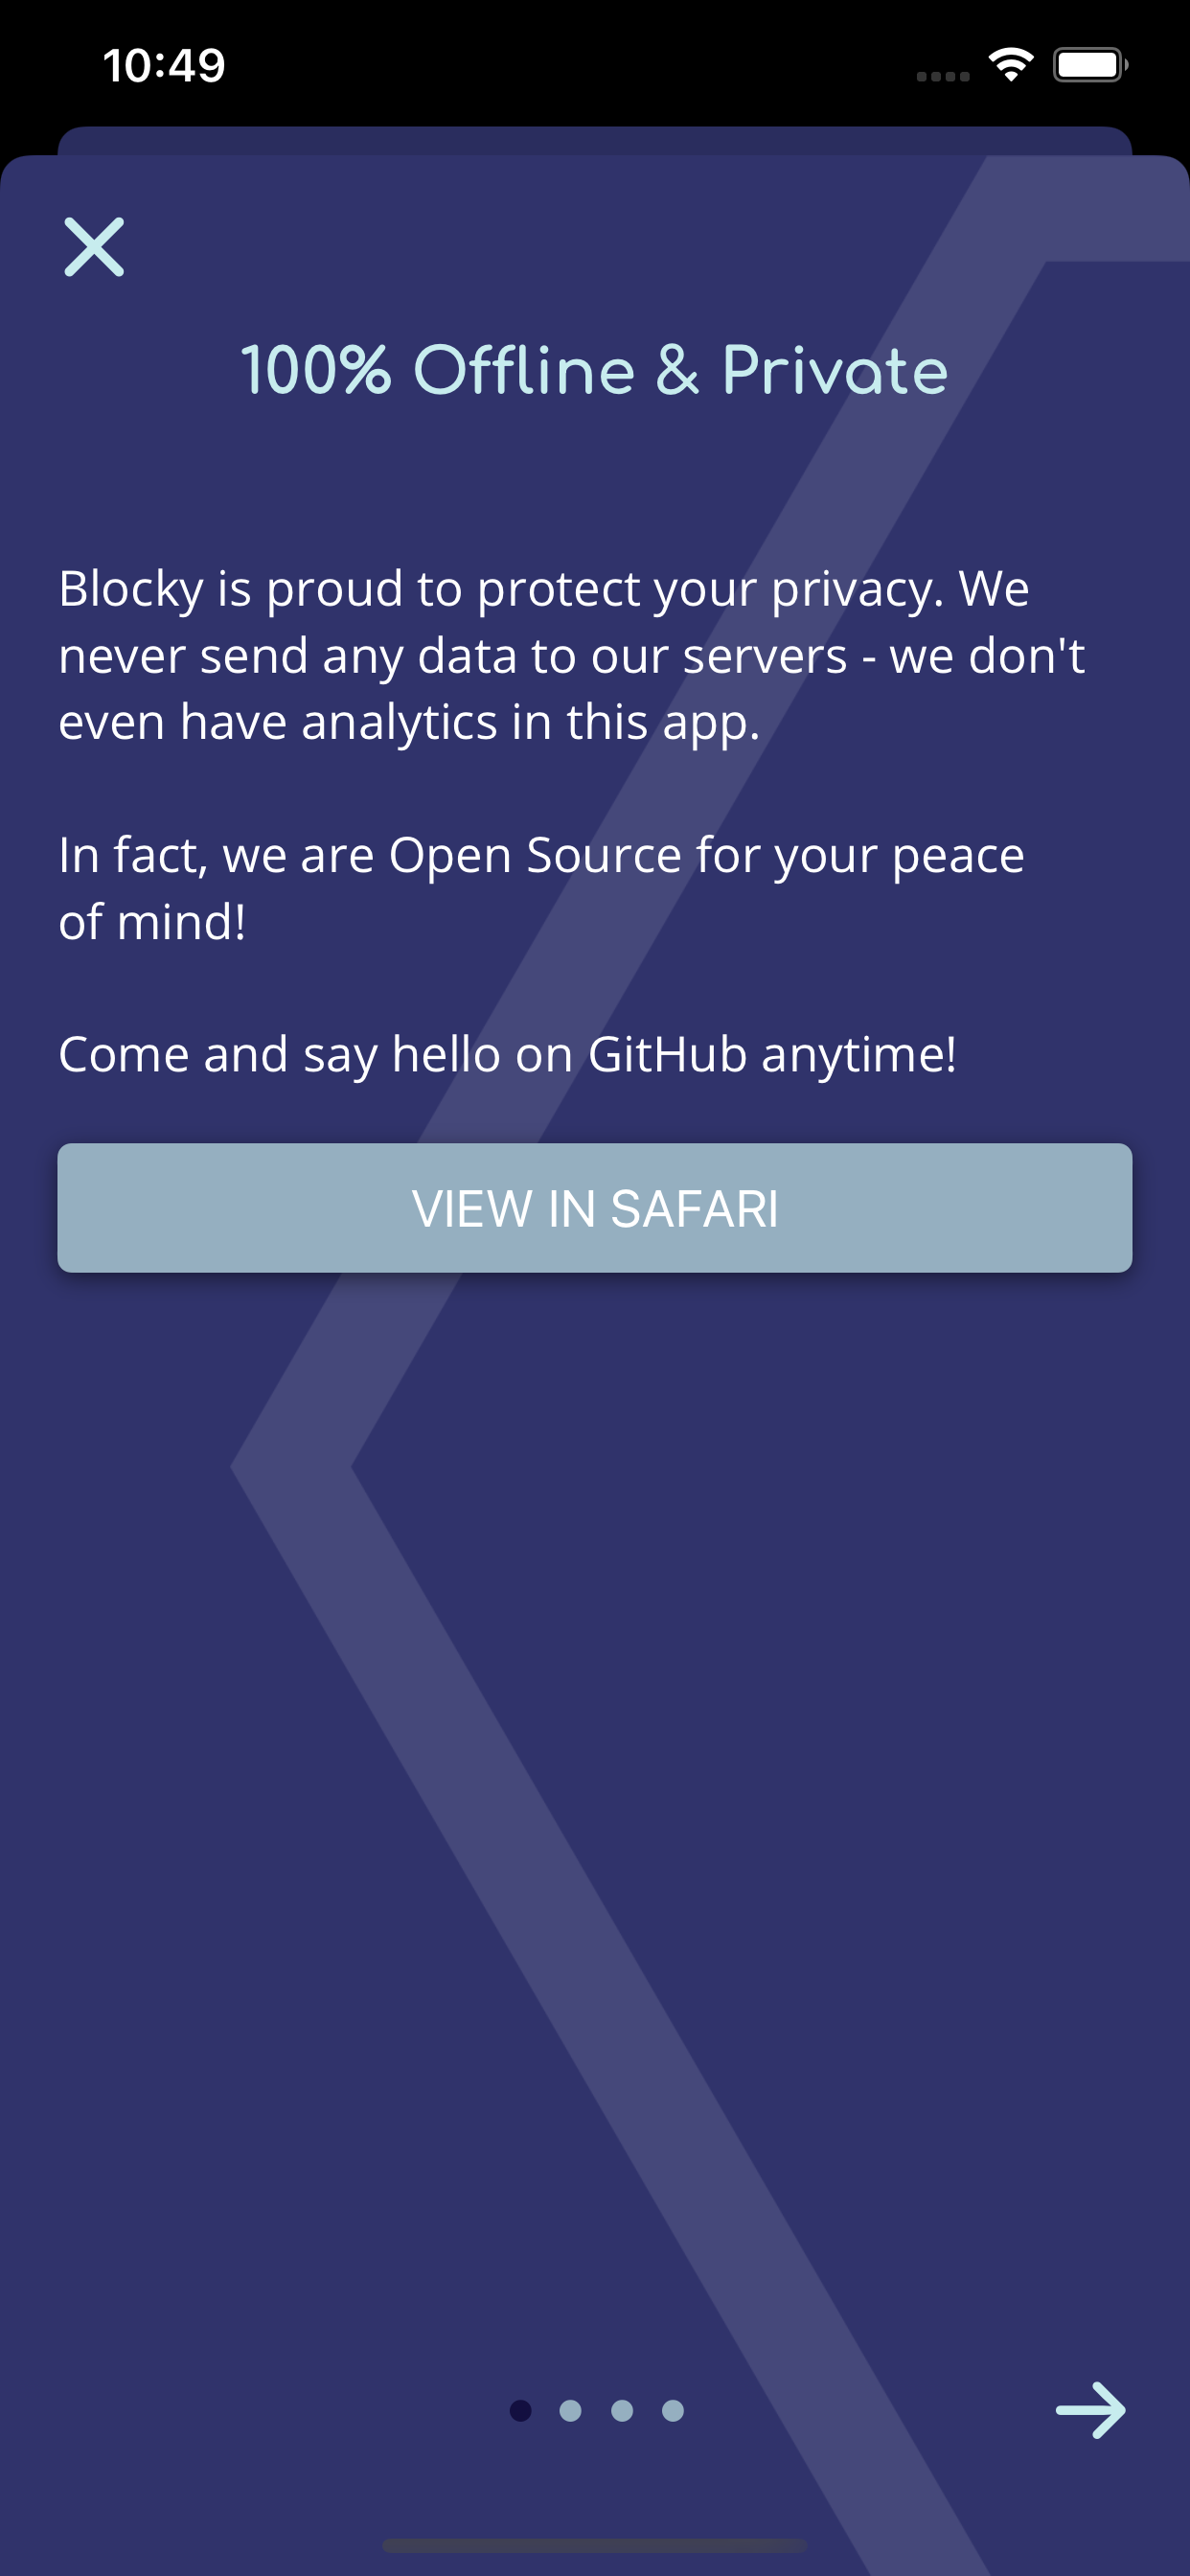 10:49
100% Offline & Private
Blocky is proud to protect your privacy. We
never send any data to our servers - we don't
even have analytics in this app.
In fact, we are Open Source for your peace
of mind!
Come and say hello on GitHub anytime!
VIEW IN SAFARI